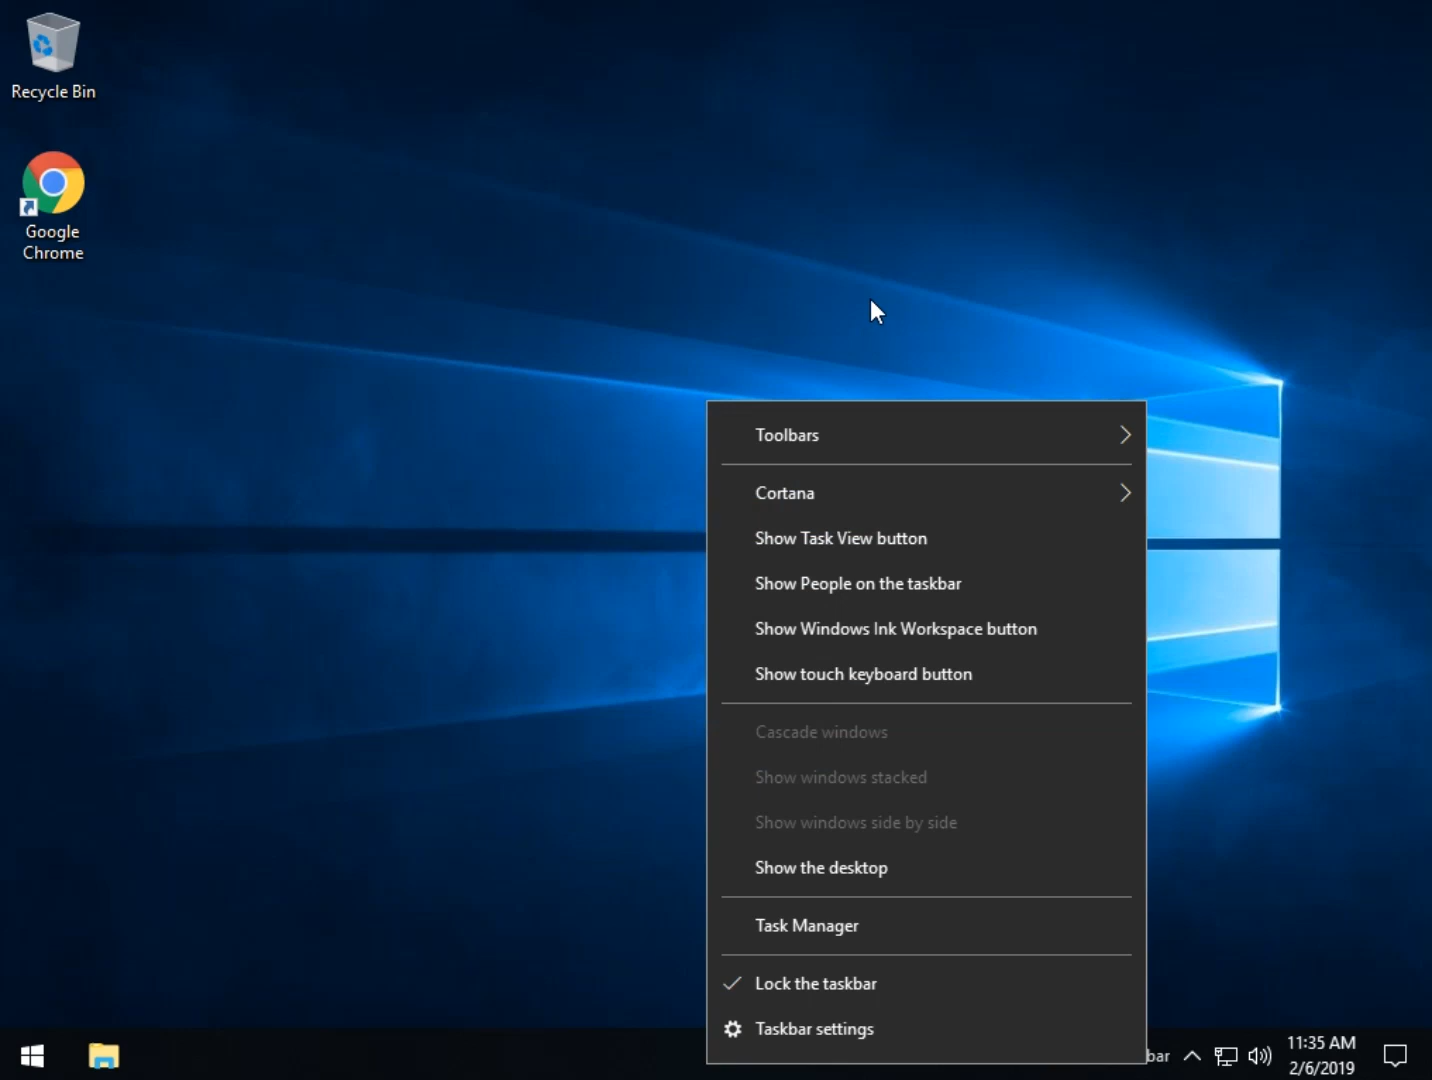 Recycle Bin
Google
Chrome
Toolbars
Cortana
Show Task View button
Show People on the taskbar
Show Windows Ink Workspace button
Show touch keyboard button
Cascade windows
Show windows stacked
Show windows side by side
Show the desktop
Task Manager
Lock the taskbar
Taskbar settings
bar
11:35 AM
2/6/2019